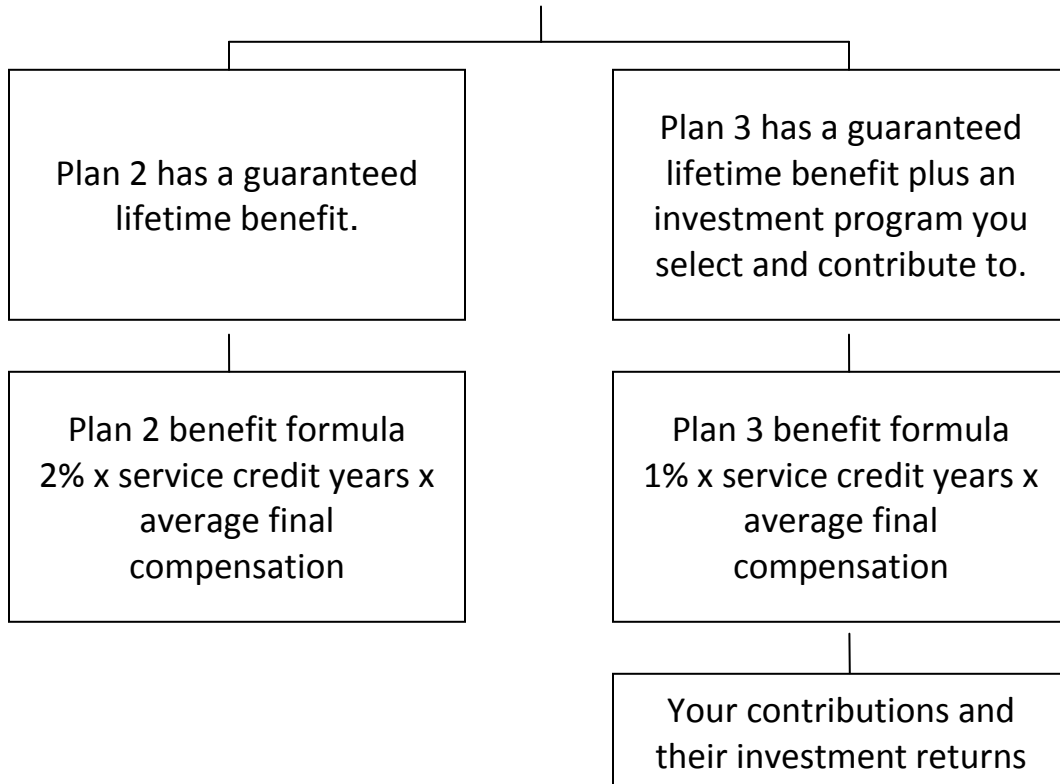 Plan 2 has a guaranteed
lifetime benefit.
Plan 3 has a guaranteed
lifetime benefit plus an
investment program you
select and contribute to.
Plan 2 benefit formula
2% x service credit years x
average final
compensation
Plan 3 benefit formula
1% x service credit years x
average final
compensation
Your contributions and
their investment returns